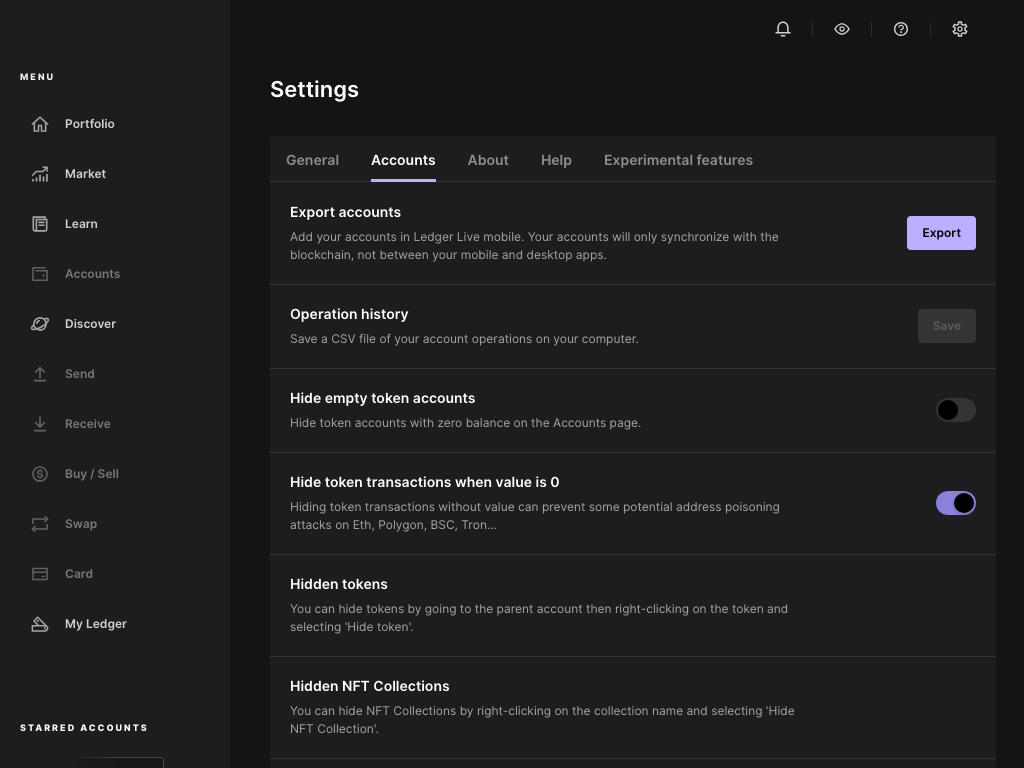 MENU
Portfolio
Market
Learn
Accounts
Discover
Send
Receive
Buy / Sell
Swap
Card
My Ledger
STARRED ACCOUNTS
Settings
General
Accounts
About
Help
Experimental features
Export accounts
Add your accounts in Ledger Live mobile. Your accounts will only synchronize with the
blockchain, not between your mobile and desktop apps.
Export
Operation history
Save a CSV file of your account operations on your computer.
Save
Hide empty token accounts
Hide token accounts with zero balance on the Accounts page.
Hide token transactions when value is 0
Hiding token transactions without value can prevent some potential address poisoning
attacks on Eth, Polygon, BSC, Tron...
Hidden tokens
You can hide tokens by going to the parent account then right-clicking on the token and
selecting 'Hide token'.
Hidden NFT Collections
You can hide NFT Collections by right-clicking on the collection name and selecting 'Hide
NFT Collection'.